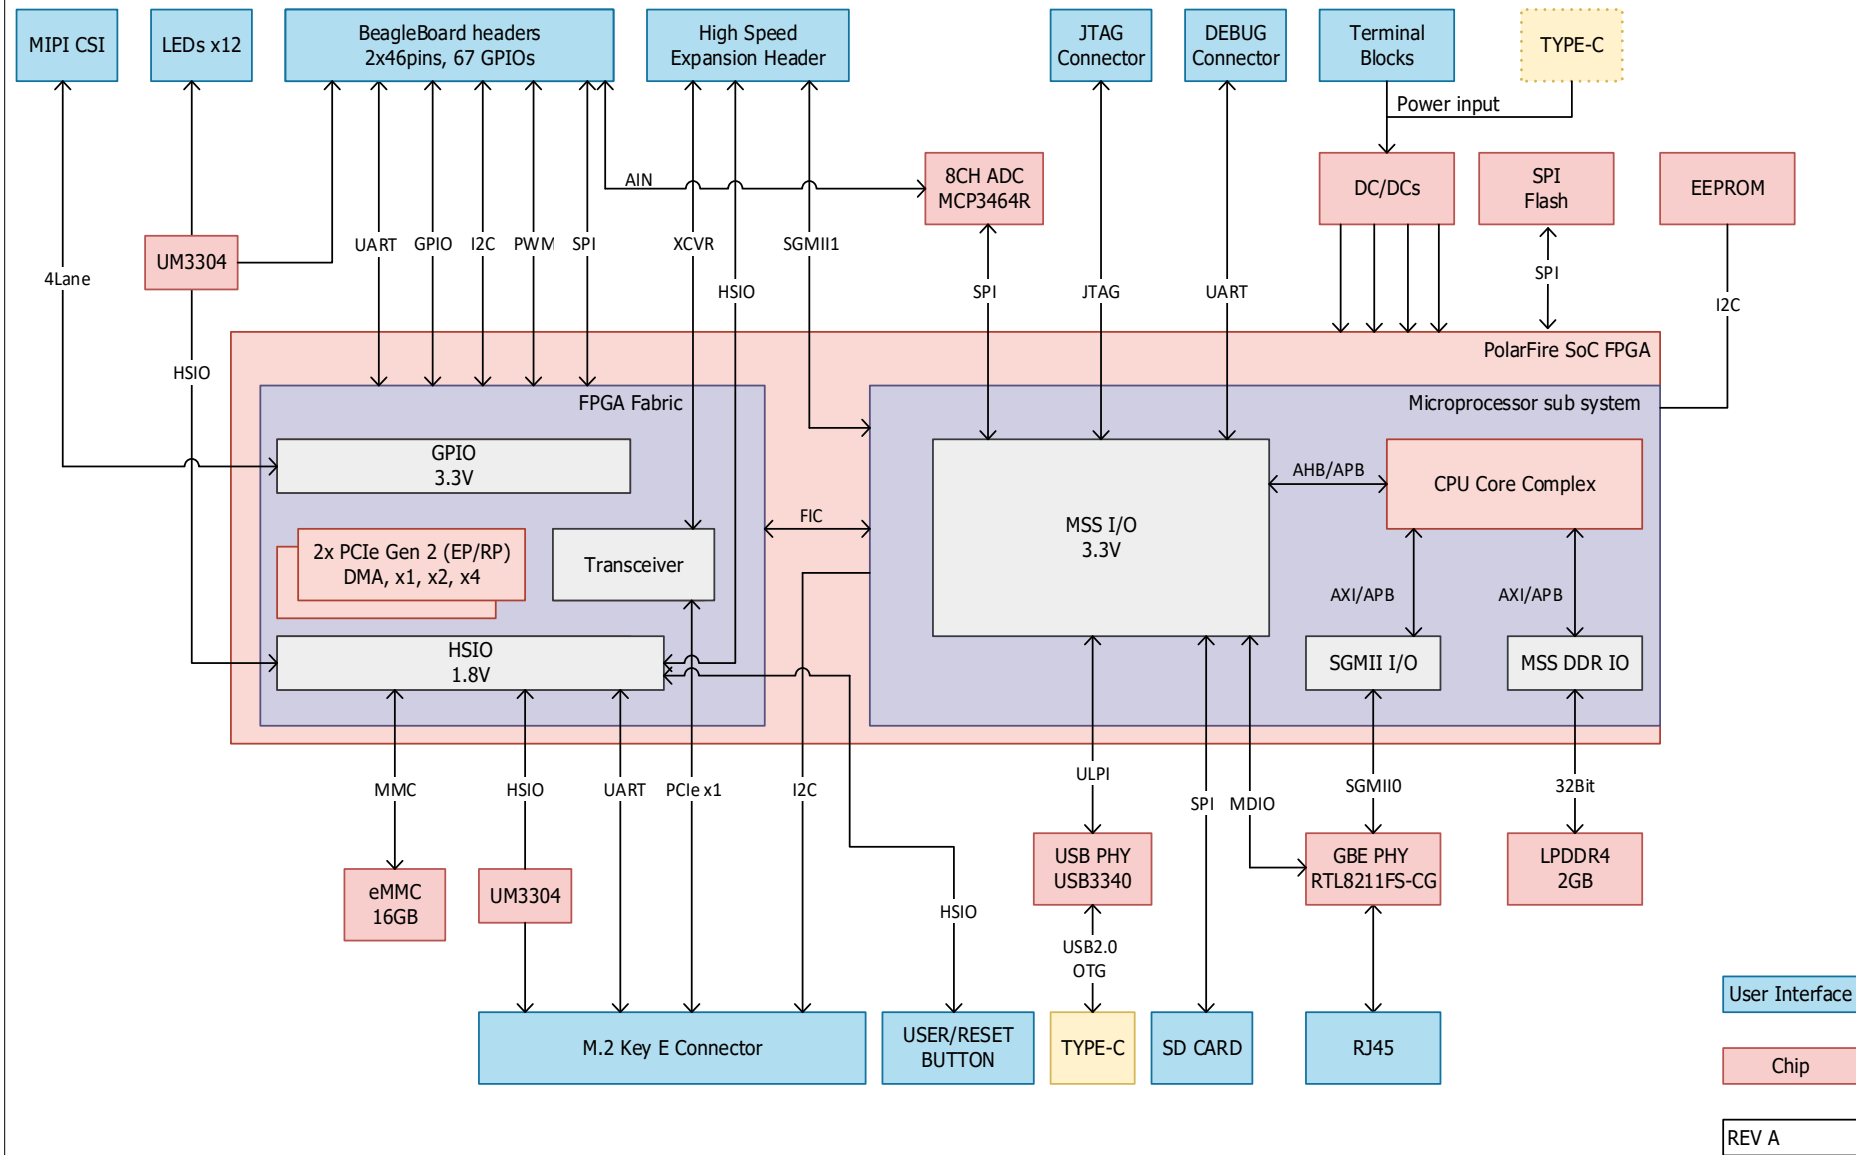 MIPI CSI
LEDs x12
BeagleBoard headers
2x46pins, 67 GPIOs
High Speed
Expansion Header
JTAG
Connector
DEBUG
Connector
Terminal
Blocks
TYPE-C
Power input
8CH ADC
MCP3464R
DC/DCs
SPI
Flash
EEPROM
AIN
UM3304
UART
GPIO
I2C
PWM
SPI
XCVR
SGMII1
4Lane
HSIO
SPI
JTAG
UART
SPI
I2C
HSIO
PolarFire SoC FPGA
FPGA Fabric
Microprocessor sub system
GPIO
3.3V
AHB/APB
CPU Core Complex
FIC
MSS I/O
3.3V
2x PCIe Gen 2 (EP/RP)
DMA, x1, x2, x4
Transceiver
AXI/APB
AXI/APB
HSIO
1.8V
SGMII I/O
MSS DDR IO
MMC
HSIO
UART
PCIe x1
I2C
ULPI
SPI
MDIO
SGMII0
32Bit
USB PHY
USB3340
GBE PHY
RTL8211FS-CG
LPDDR4
2GB
eMMC
16GB
UM3304
HSIO
USB2.0
OTG
M.2 Key E Connector
USER/RESET
BUTTON
TYPE-C
SD CARD
RJ45
User Interface
Chip
REV A